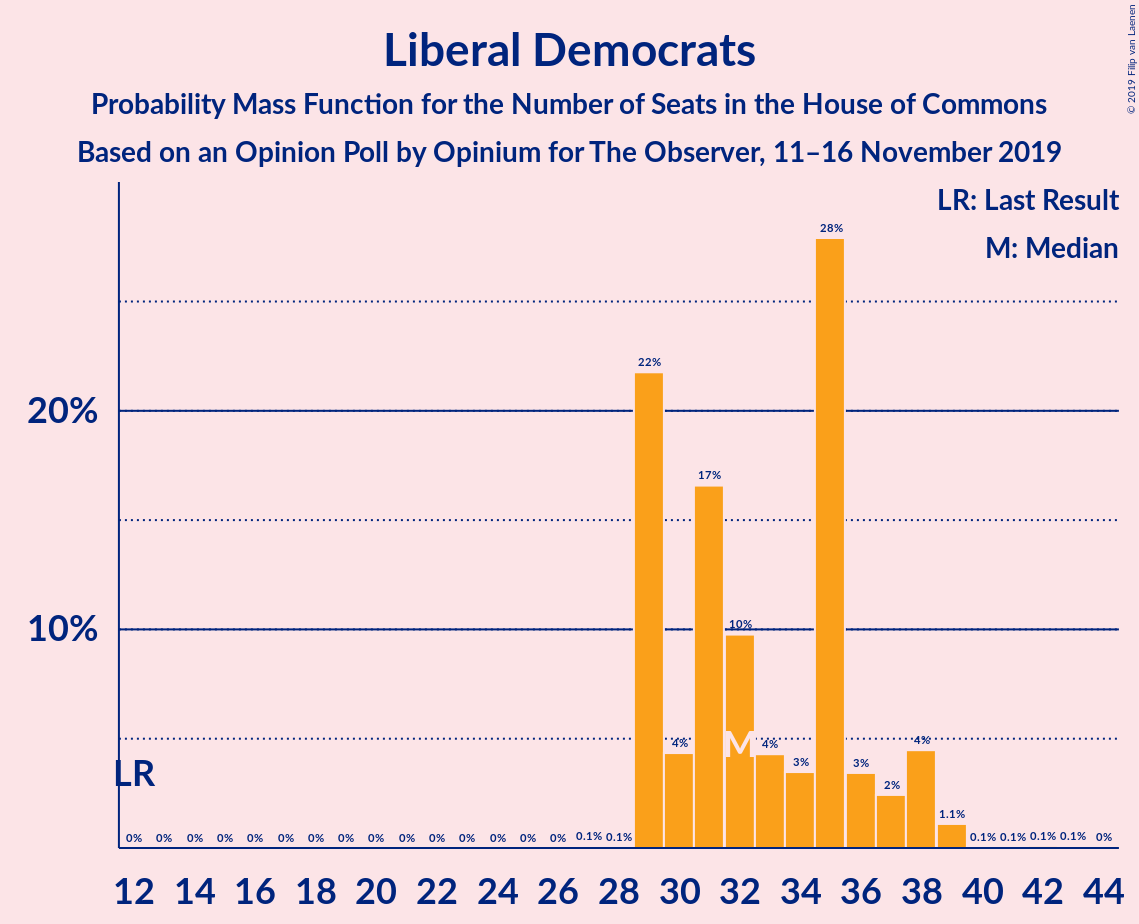 Liberal Democrats
Probability Mass Function for the Number of Seats in the House of Commons
Based on an Opinion Poll by Opinium for The Observer, 11–16 November 2019
© 2019 Filip van Laenen
LR: Last Result
M: Median
28%
22%
20%
17%
10%
10%
M
4%
4%
3%
3%
2%
4%
1.1%
LR
0% 0% 0% 0% 0% 0% 0% 0% 0% 0% 0% 0% 0% 0% 0% 0.1% 0.1% 0.1% 0.1% 0.1% 0.1% 0%
12 14 16 18 20 22 24 26 28 30 32 34 36 38 40 42 44